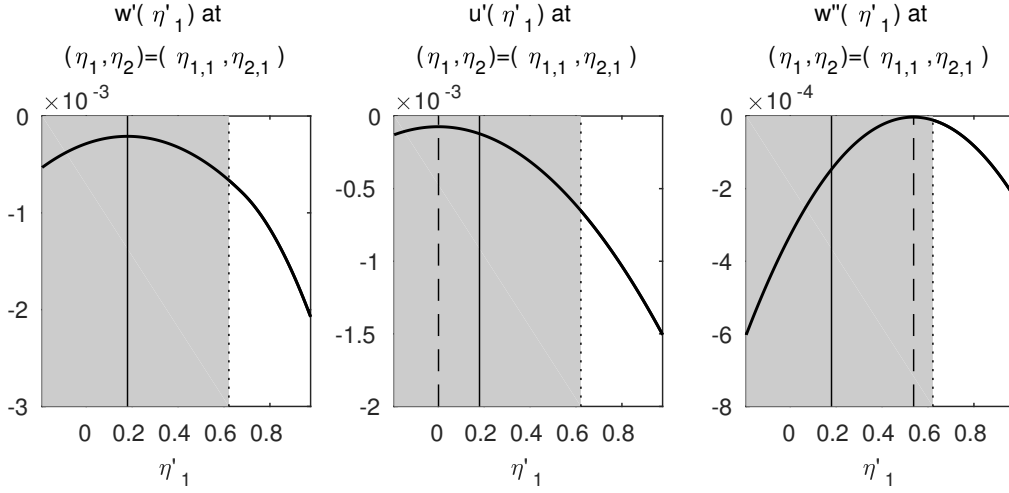 w'( η'₁) at
(η₁,η₂)=( η₁,₁,η₂,₁)
×10⁻³
0
-1
-2
-3
0 0.2 0.4 0.6 0.8
η'₁
u'( η'₁) at
(η₁,η₂)=( η₁,₁,η₂,₁)
×10⁻³
0
-0.5
-1
-1.5
-2
0 0.2 0.4 0.6 0.8
η'₁
w''( η'₁) at
(η₁,η₂)=( η₁,₁,η₂,₁)
×10⁻⁴
0
-2
-4
-6
-8
0 0.2 0.4 0.6 0.8
η'₁